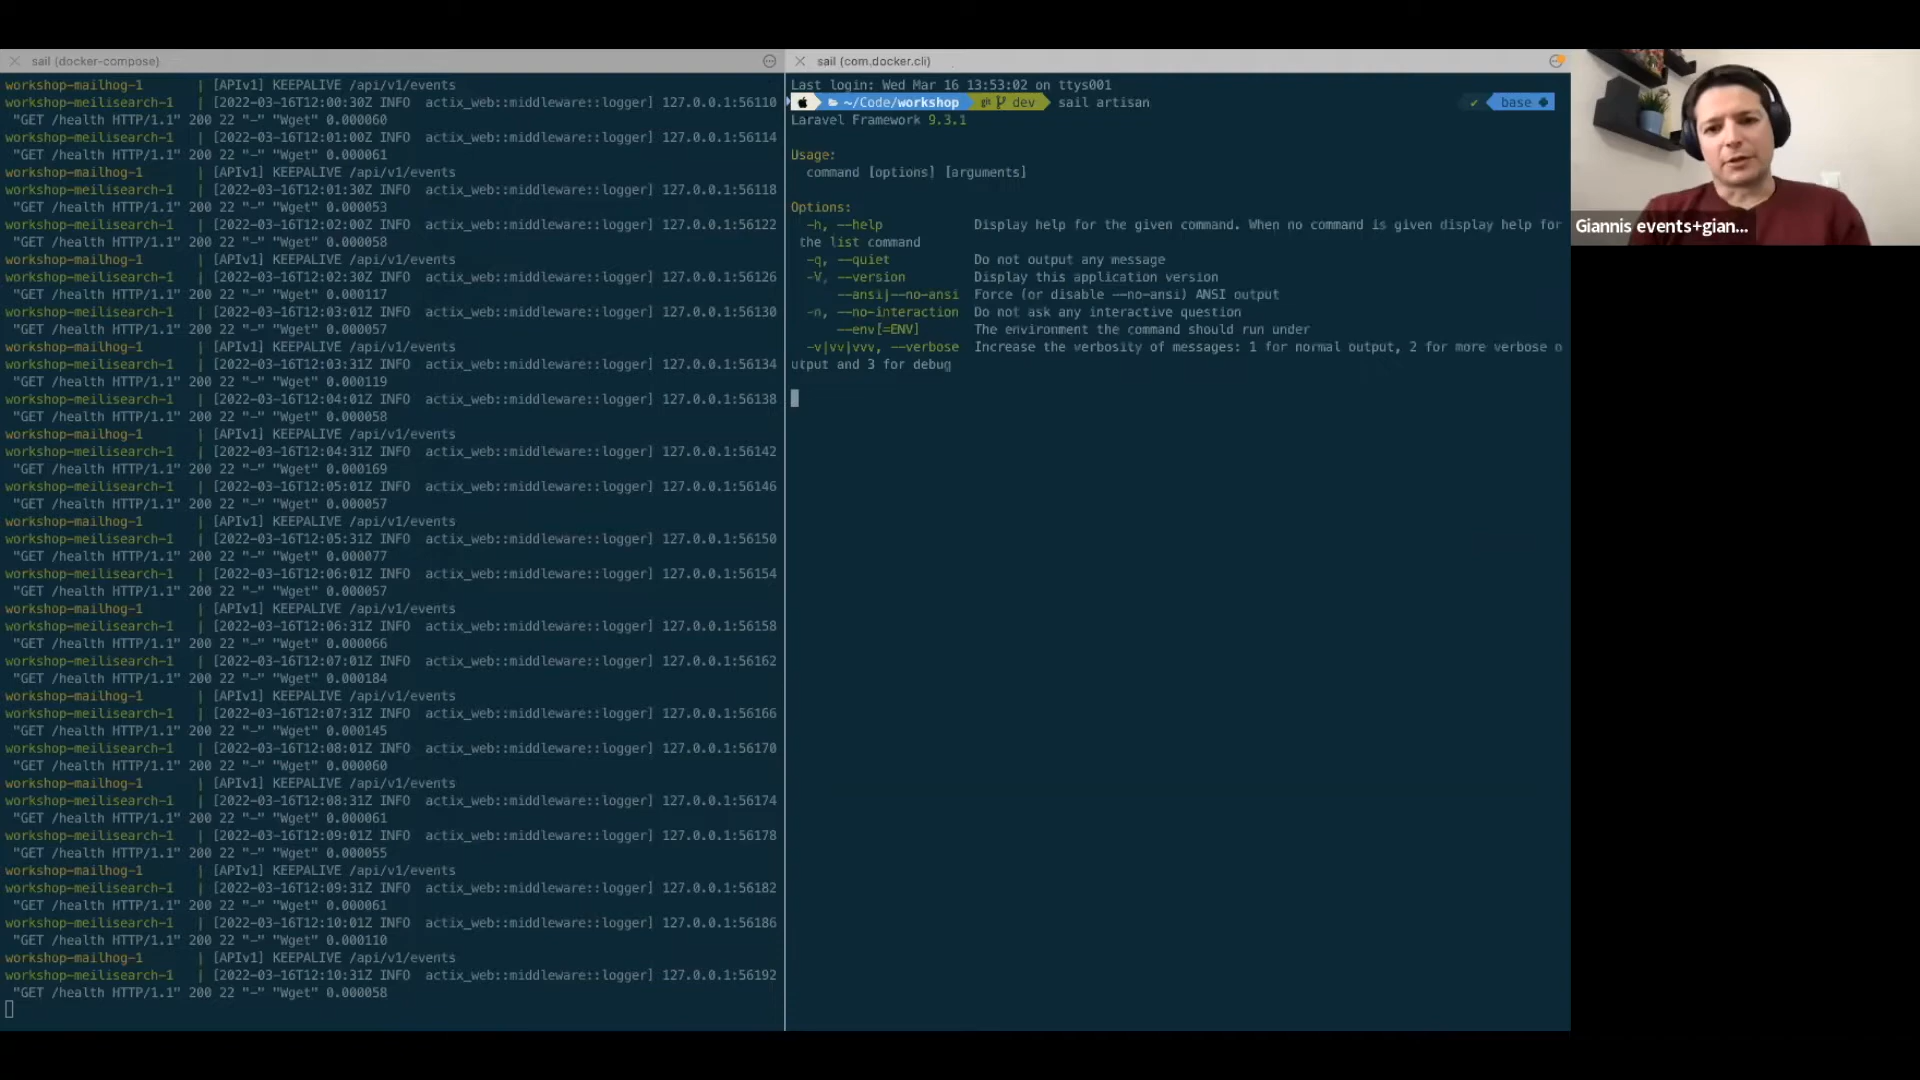 sail (docker-compose)
workshop-mailhog-1 | [APIv1] KEEPALIVE /api/v1/events
workshop-meilisearch-1 | [2022-03-16T12:00:30Z INFO actix_web::middleware::logger] 127.0.0.1:56110
"GET /health HTTP/1.1" 200 22 "-" "Wget" 0.000060
workshop-meilisearch-1 | [2022-03-16T12:01:00Z INFO actix_web::middleware::logger] 127.0.0.1:56114
"GET /health HTTP/1.1" 200 22 "-" "Wget" 0.000061
workshop-mailhog-1 | [APIv1] KEEPALIVE /api/v1/events
workshop-meilisearch-1 | [2022-03-16T12:01:30Z INFO actix_web::middleware::logger] 127.0.0.1:56118
"GET /health HTTP/1.1" 200 22 "-" "Wget" 0.000053
workshop-meilisearch-1 | [2022-03-16T12:02:00Z INFO actix_web::middleware::logger] 127.0.0.1:56122
"GET /health HTTP/1.1" 200 22 "-" "Wget" 0.000058
workshop-mailhog-1 | [APIv1] KEEPALIVE /api/v1/events
workshop-meilisearch-1 | [2022-03-16T12:02:30Z INFO actix_web::middleware::logger] 127.0.0.1:56126
"GET /health HTTP/1.1" 200 22 "-" "Wget" 0.000117
workshop-meilisearch-1 | [2022-03-16T12:03:01Z INFO actix_web::middleware::logger] 127.0.0.1:56130
"GET /health HTTP/1.1" 200 22 "-" "Wget" 0.000057
workshop-mailhog-1 | [APIv1] KEEPALIVE /api/v1/events
workshop-meilisearch-1 | [2022-03-16T12:03:31Z INFO actix_web::middleware::logger] 127.0.0.1:56134
"GET /health HTTP/1.1" 200 22 "-" "Wget" 0.000119
workshop-meilisearch-1 | [2022-03-16T12:04:01Z INFO actix_web::middleware::logger] 127.0.0.1:56138
"GET /health HTTP/1.1" 200 22 "-" "Wget" 0.000058
workshop-mailhog-1 | [APIv1] KEEPALIVE /api/v1/events
workshop-meilisearch-1 | [2022-03-16T12:04:31Z INFO actix_web::middleware::logger] 127.0.0.1:56142
"GET /health HTTP/1.1" 200 22 "-" "Wget" 0.000169
workshop-meilisearch-1 | [2022-03-16T12:05:01Z INFO actix_web::middleware::logger] 127.0.0.1:56146
"GET /health HTTP/1.1" 200 22 "-" "Wget" 0.000057
workshop-mailhog-1 | [APIv1] KEEPALIVE /api/v1/events
workshop-meilisearch-1 | [2022-03-16T12:05:31Z INFO actix_web::middleware::logger] 127.0.0.1:56150
"GET /health HTTP/1.1" 200 22 "-" "Wget" 0.000077
workshop-meilisearch-1 | [2022-03-16T12:06:01Z INFO actix_web::middleware::logger] 127.0.0.1:56154
"GET /health HTTP/1.1" 200 22 "-" "Wget" 0.000057
workshop-mailhog-1 | [APIv1] KEEPALIVE /api/v1/events
workshop-meilisearch-1 | [2022-03-16T12:06:31Z INFO actix_web::middleware::logger] 127.0.0.1:56158
"GET /health HTTP/1.1" 200 22 "-" "Wget" 0.000066
workshop-meilisearch-1 | [2022-03-16T12:07:01Z INFO actix_web::middleware::logger] 127.0.0.1:56162
"GET /health HTTP/1.1" 200 22 "-" "Wget" 0.000184
workshop-mailhog-1 | [APIv1] KEEPALIVE /api/v1/events
workshop-meilisearch-1 | [2022-03-16T12:07:31Z INFO actix_web::middleware::logger] 127.0.0.1:56166
"GET /health HTTP/1.1" 200 22 "-" "Wget" 0.000145
workshop-meilisearch-1 | [2022-03-16T12:08:01Z INFO actix_web::middleware::logger] 127.0.0.1:56170
"GET /health HTTP/1.1" 200 22 "-" "Wget" 0.000060
workshop-mailhog-1 | [APIv1] KEEPALIVE /api/v1/events
workshop-meilisearch-1 | [2022-03-16T12:08:31Z INFO actix_web::middleware::logger] 127.0.0.1:56174
"GET /health HTTP/1.1" 200 22 "-" "Wget" 0.000061
workshop-meilisearch-1 | [2022-03-16T12:09:01Z INFO actix_web::middleware::logger] 127.0.0.1:56178
"GET /health HTTP/1.1" 200 22 "-" "Wget" 0.000055
workshop-mailhog-1 | [APIv1] KEEPALIVE /api/v1/events
workshop-meilisearch-1 | [2022-03-16T12:09:31Z INFO actix_web::middleware::logger] 127.0.0.1:56182
"GET /health HTTP/1.1" 200 22 "-" "Wget" 0.000061
workshop-meilisearch-1 | [2022-03-16T12:10:01Z INFO actix_web::middleware::logger] 127.0.0.1:56186
"GET /health HTTP/1.1" 200 22 "-" "Wget" 0.000110
workshop-mailhog-1 | [APIv1] KEEPALIVE /api/v1/events
workshop-meilisearch-1 | [2022-03-16T12:10:31Z INFO actix_web::middleware::logger] 127.0.0.1:56192
"GET /health HTTP/1.1" 200 22 "-" "Wget" 0.000058
sail (com.docker.cli)
Last login: Wed Mar 16 13:53:02 on ttys001
~/Code/workshop git dev sail artisan ✓ base
Laravel Framework 9.3.1
Usage:
command [options] [arguments]
Options:
-h, --help Display help for the given command. When no command is given display help for
the list command
-q, --quiet Do not output any message
-V, --version Display this application version
--ansi|--no-ansi Force (or disable --no-ansi) ANSI output
-n, --no-interaction Do not ask any interactive question
--env[=ENV] The environment the command should run under
-v|vv|vvv, --verbose Increase the verbosity of messages: 1 for normal output, 2 for more verbose o
utput and 3 for debug
Giannis events+gian...